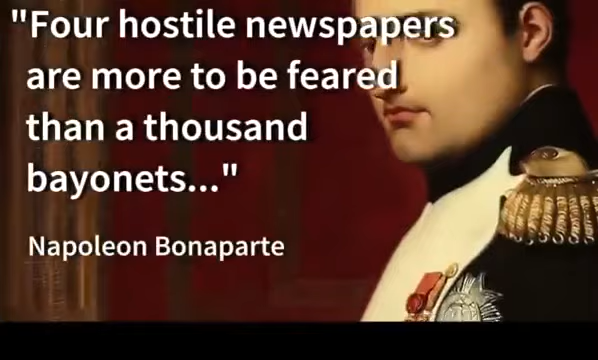 "Four hostile newspapers
are more to be feared
than a thousand
bayonets..."
Napoleon Bonaparte